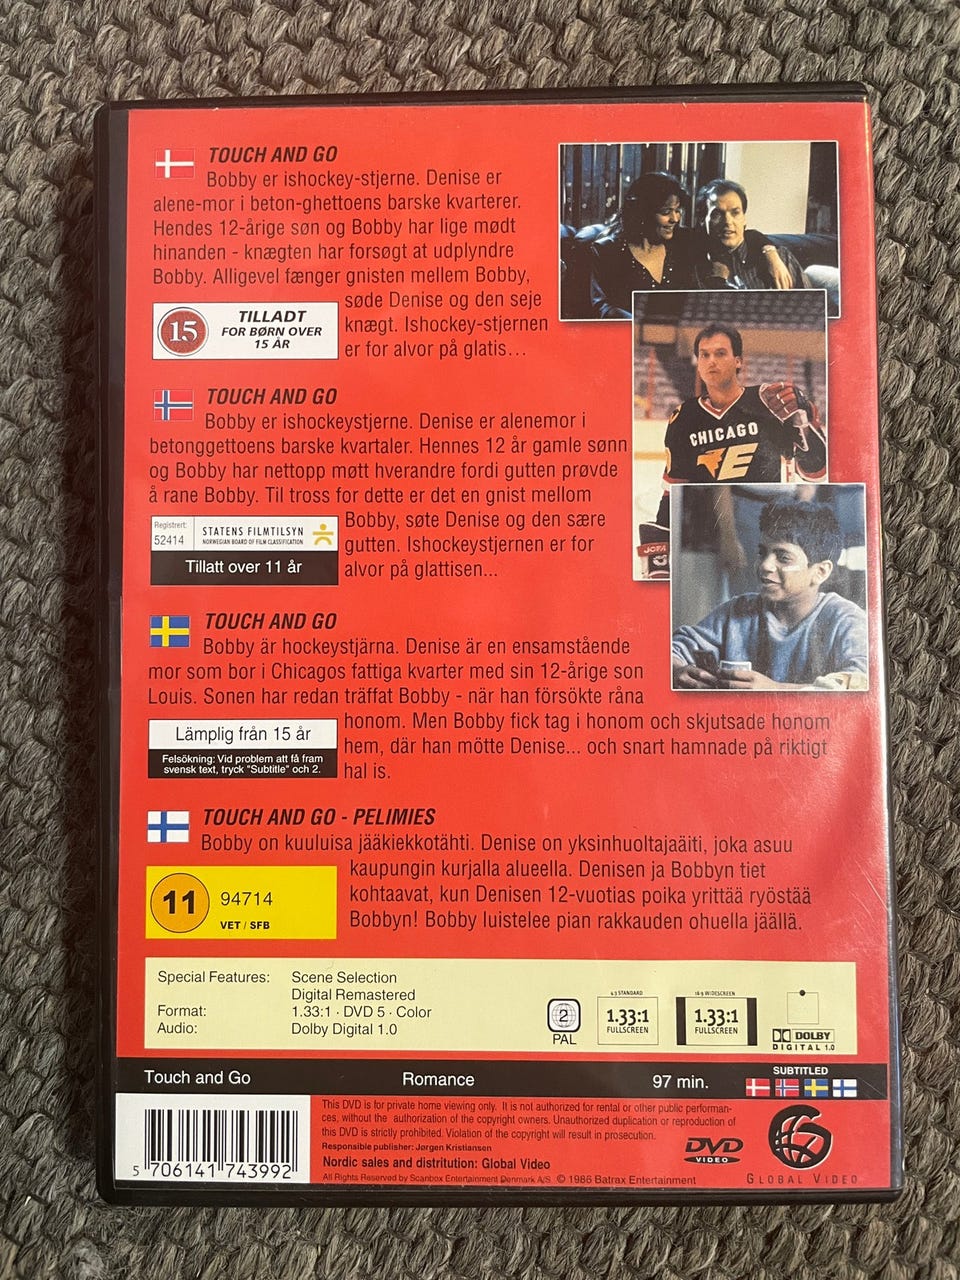 TOUCH AND GO
Bobby er ishockey-stjerne. Denise er
alene-mor i beton-ghettoens barske kvarterer.
Hendes 12-årige søn og Bobby har lige mødt
hinanden - knægten har forsøgt at udplyndre
Bobby. Alligevel fænger gnisten mellem Bobby,
søde Denise og den seje
knægt. Ishockey-stjernen
er for alvor på glatis...
15
TILLADT
FOR BØRN OVER
15 ÅR
TOUCH AND GO
Bobby er ishockeystjerne. Denise er alenemor i
betonggettoens barske kvartaler. Hennes 12 år gamle sønn
og Bobby har nettopp møtt hverandre fordi gutten prøvde
å rane Bobby. Til tross for dette er det en gnist mellom
Bobby, søte Denise og den sære
gutten. Ishockeystjernen er for
alvor på glattisen...
Registrert:
52414
STATENS FILMTILSYN
NORWEGIAN BOARD OF FILM CLASSIFICATION
Tillatt over 11 år
TOUCH AND GO
Bobby är hockeystjärna. Denise är en ensamstående
mor som bor i Chicagos fattiga kvarter med sin 12-årige son
Louis. Sonen har redan träffat Bobby - när han försökte råna
honom. Men Bobby fick tag i honom och skjutsade honom
hem, där han mötte Denise... och snart hamnade på riktigt
hal is.
Lämplig från 15 år
Felsökning: Vid problem att få fram
svensk text, tryck "Subtitle" och 2.
TOUCH AND GO - PELIMIES
Bobby on kuuluisa jääkiekkotähti. Denise on yksinhuoltajaäiti, joka asuu
kaupungin kurjalla alueella. Denisen ja Bobbyn tiet
kohtaavat, kun Denisen 12-vuotias poika yrittää ryöstää
Bobbyn! Bobby luistelee pian rakkauden ohuella jäällä.
11
94714
VET / SFB
CHICAGO
E
JOFA
Special Features: Scene Selection
Digital Remastered
Format: 1.33:1 · DVD 5 · Color
Audio: Dolby Digital 1.0
2
PAL
4:3 STANDARD
1.33:1
FULLSCREEN
16:9 WIDESCREEN
1.33:1
FULLSCREEN
DOLBY
DIGITAL 1.0
Touch and Go Romance 97 min.
SUBTITLED
5 706141 743992
This DVD is for private home viewing only. It is not authorized for rental or other public performan-
ces, without the authorization of the copyright owners. Unauthorized duplication or reproduction of
this DVD is strictly prohibited. Violation of the copyright will result in prosecution.
Responsible publisher: Jørgen Kristiansen
Nordic sales and distritution: Global Video
All Rights Reserved by Scanbox Entertainment Denmark A/S © 1986 Batrax Entertainment
DVD
VIDEO
GLOBAL VIDEO